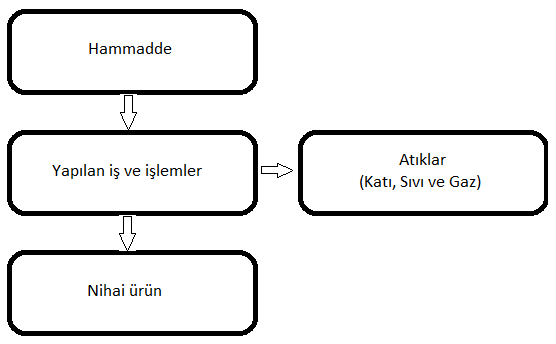 Hammadde
Yapılan iş ve işlemler
Atıklar
(Katı, Sıvı ve Gaz)
Nihai ürün